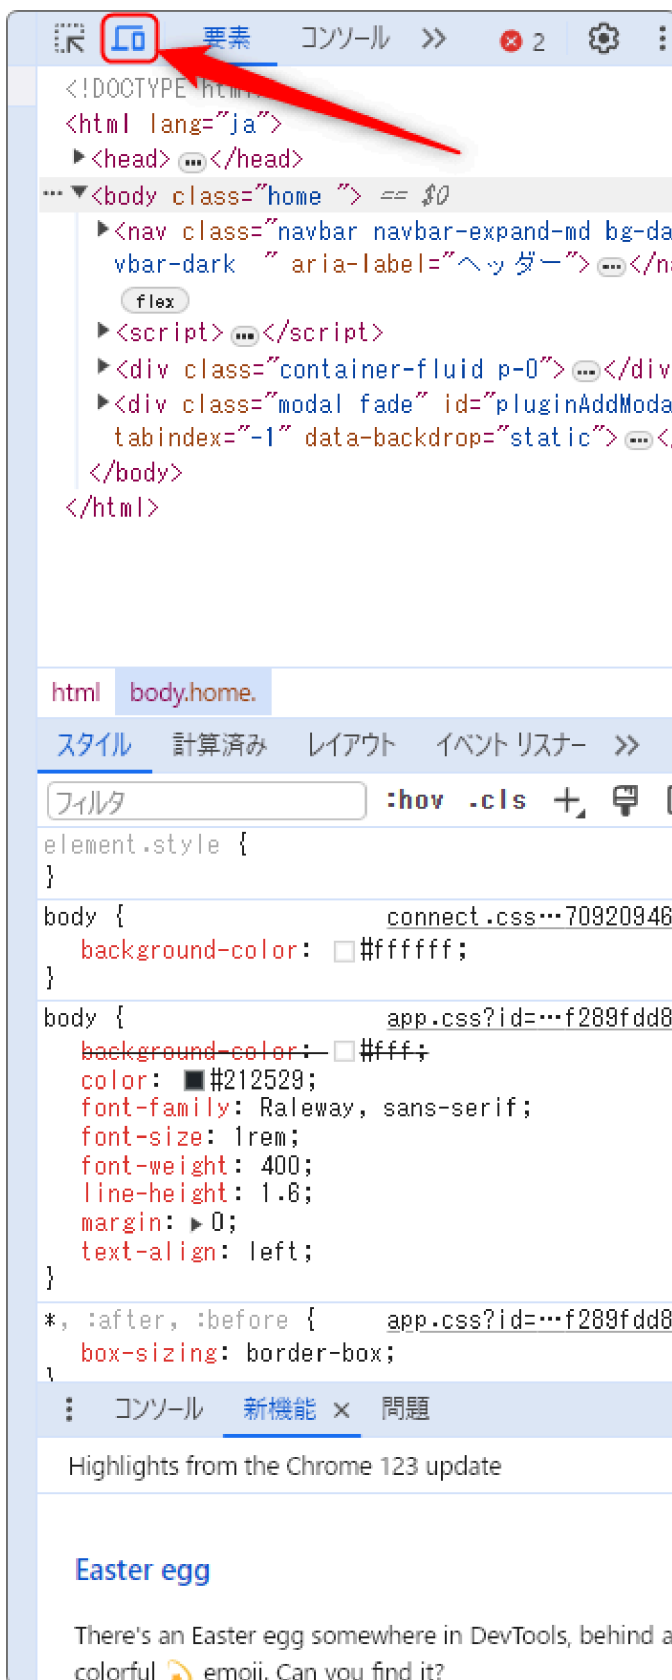 要素 コンソール >> 2
<!DOCTYPE html>
<html lang="ja">
<head> … </head>
<body class="home "> == $0
<nav class="navbar navbar-expand-md bg-da
vbar-dark " aria-label="ヘッダー"> … </na
flex
<script> … </script>
<div class="container-fluid p-0"> … </div
<div class="modal fade" id="pluginAddModa
tabindex="-1" data-backdrop="static"> … </
</body>
</html>
html body.home.
スタイル 計算済み レイアウト イベント リスナー >>
フィルタ :hov .cls +
element.style {
}
body { connect.css…70920946
background-color: #ffffff;
}
body { app.css?id=…f289fdd8
background-color: #fff;
color: #212529;
font-family: Raleway, sans-serif;
font-size: 1rem;
font-weight: 400;
line-height: 1.6;
margin: 0;
text-align: left;
}
*, :after, :before { app.css?id=…f289fdd8
box-sizing: border-box;
}
コンソール 新機能 × 問題
Highlights from the Chrome 123 update
Easter egg
There's an Easter egg somewhere in DevTools, behind a
colorful 💫 emoji. Can you find it?